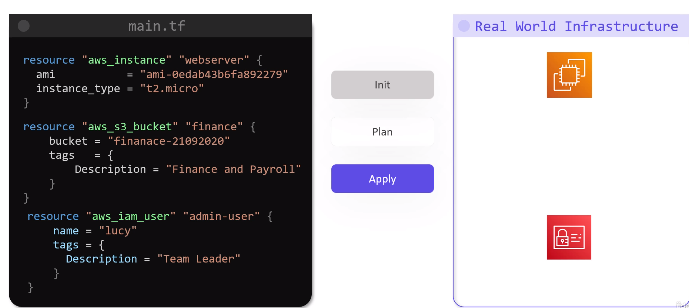 main.tf
resource "aws_instance" "webserver" {
ami = "ami-0edab43b6fa892279"
instance_type = "t2.micro"
}
resource "aws_s3_bucket" "finance" {
bucket = "finanace-21092020"
tags = {
Description = "Finance and Payroll"
}
}
resource "aws_iam_user" "admin-user" {
name = "lucy"
tags = {
Description = "Team Leader"
}
}
Init
Plan
Apply
Real World Infrastructure